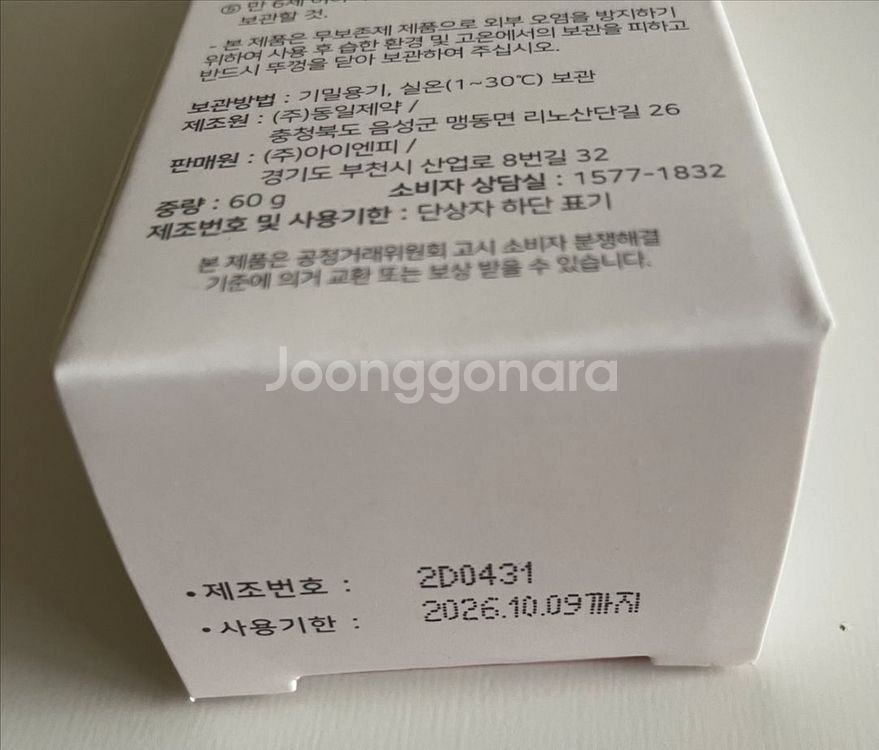 ⑤ 만 6세
보관할 것.
- 본 제품은 무보존제 제품으로 외부 오염을 방지하기
위하여 사용 후 습한 환경 및 고온에서의 보관을 피하고
반드시 뚜껑을 닫아 보관하여 주십시오.
보관방법 : 기밀용기, 실온(1~30℃) 보관
제조원 : (주)동일제약 /
충청북도 음성군 맹동면 리노산단길 26
판매원 : (주)아이엔피 /
경기도 부천시 산업로 8번길 32
중량 : 60 g 소비자 상담실 : 1577-1832
제조번호 및 사용기한 : 단상자 하단 표기
본 제품은 공정거래위원회 고시 소비자 분쟁해결
기준에 의거 교환 또는 보상 받을 수 있습니다.
Joonggonara
• 제조번호 : 2D0431
• 사용기한 : 2026.10.09까지